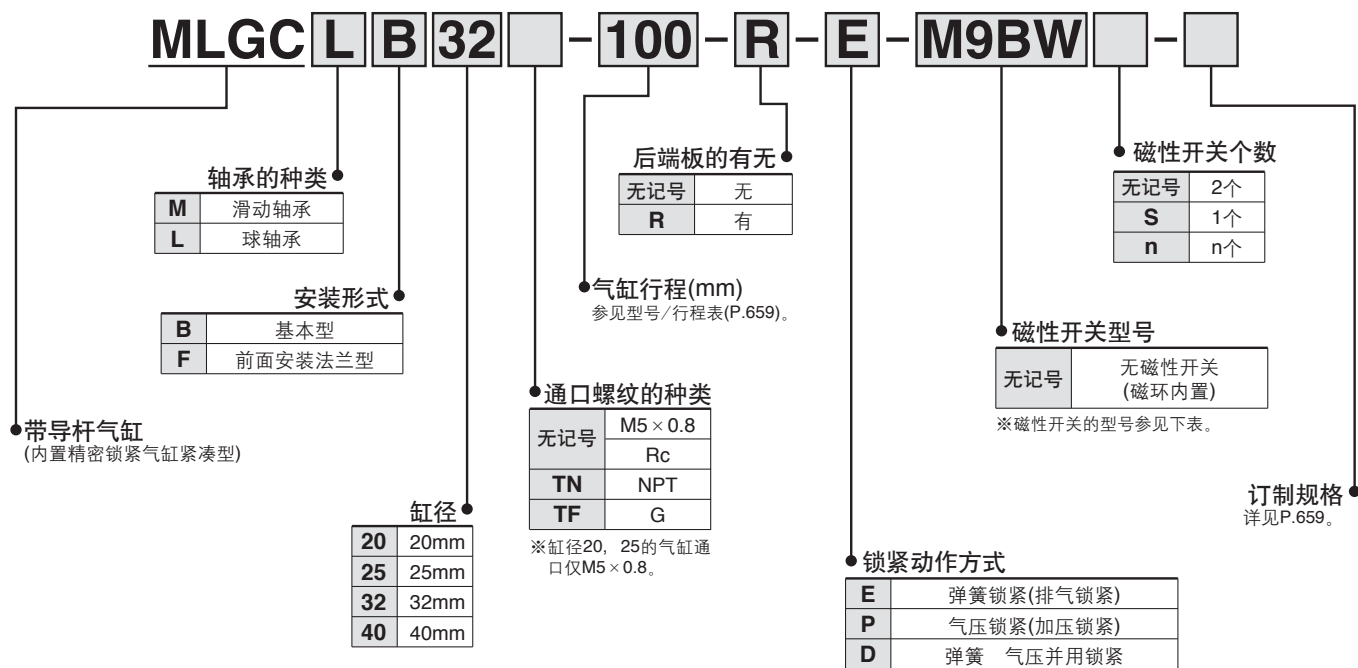 MLGC L B 32 - 100 - R - E - M9BW -
轴承的种类
M 滑动轴承
L 球轴承
安装形式
B 基本型
F 前面安装法兰型
带导杆气缸
(内置精密锁紧气缸紧凑型)
缸径
20 20mm
25 25mm
32 32mm
40 40mm
后端板的有无
无记号 无
R 有
气缸行程(mm)
参见型号/行程表(P.659)。
通口螺纹的种类
无记号 M5×0.8
Rc
TN NPT
TF G
※缸径20, 25的气缸通
口仅M5×0.8。
磁性开关个数
无记号 2个
S 1个
n n个
磁性开关型号
无记号 无磁性开关
(磁环内置)
※磁性开关的型号参见下表。
订制规格
详见P.659。
锁紧动作方式
E 弹簧锁紧(排气锁紧)
P 气压锁紧(加压锁紧)
D 弹簧 气压并用锁紧